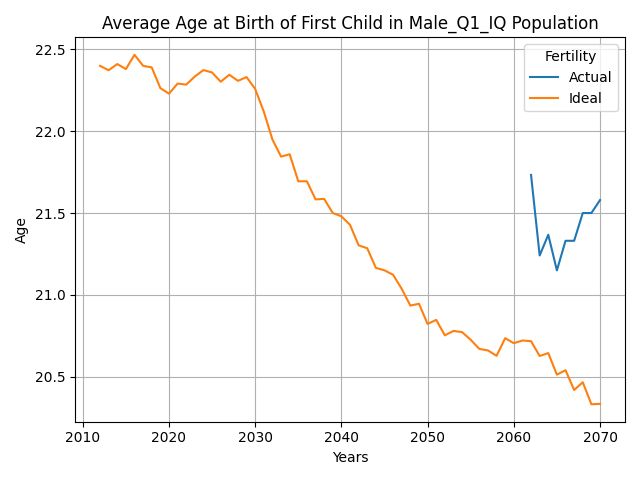 Average Age at Birth of First Child in Male_Q1_IQ Population
Fertility
Actual
Ideal
Age
22.5
22.0
21.5
21.0
20.5
2010 2020 2030 2040 2050 2060 2070
Years